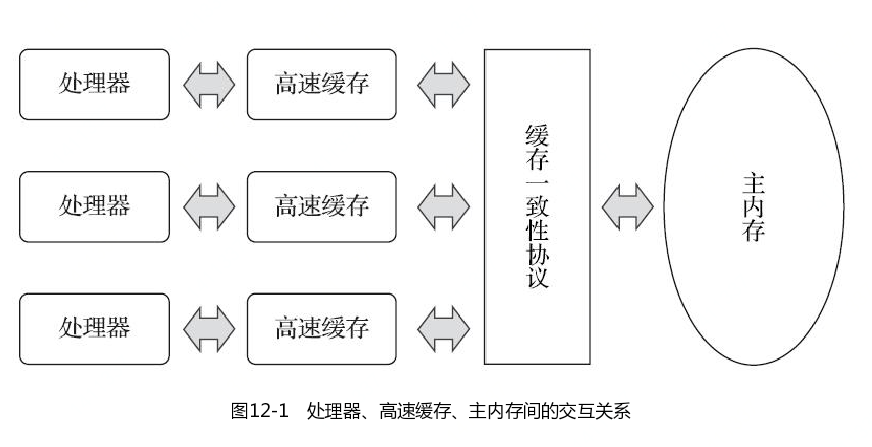 处理器
高速缓存
处理器
高速缓存
处理器
高速缓存
缓存一致性协议
主内存
图12-1 处理器、高速缓存、主内存间的交互关系